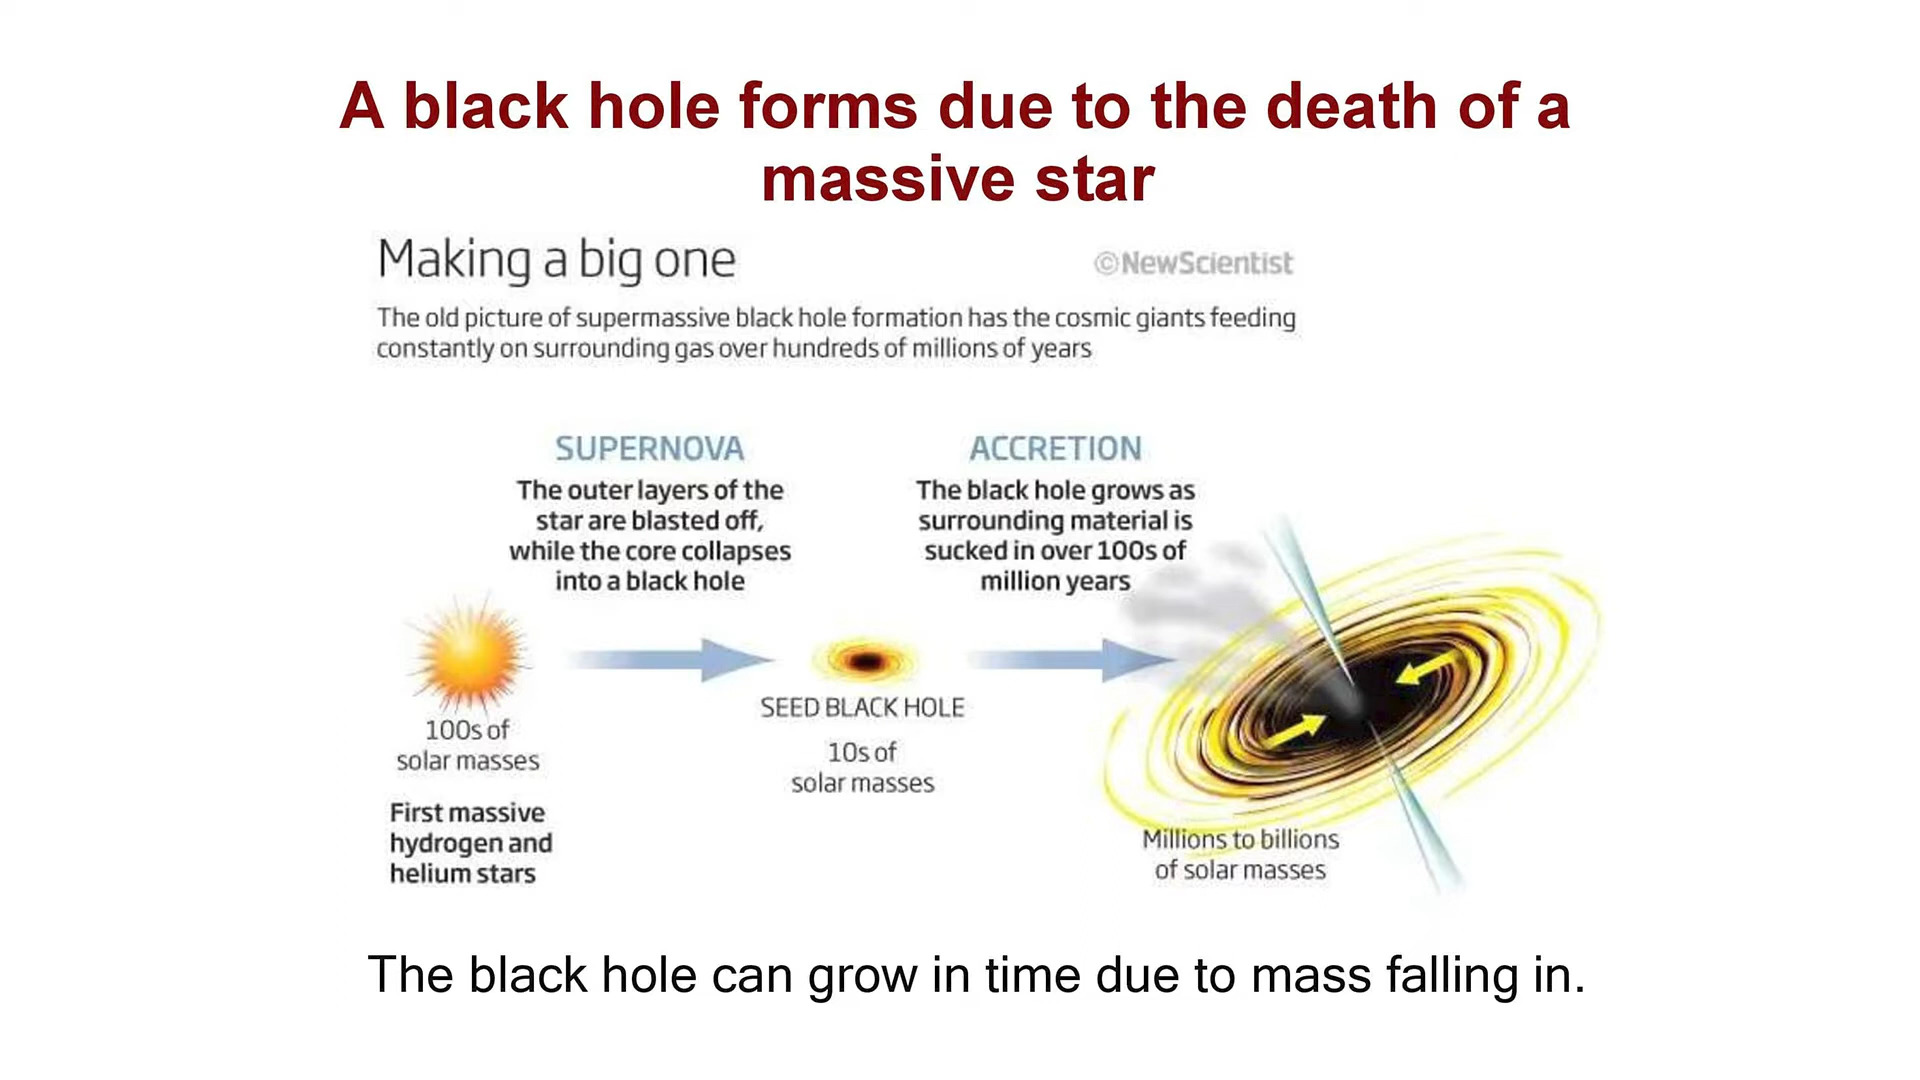 A black hole forms due to the death of a
massive star
Making a big one
©NewScientist
The old picture of supermassive black hole formation has the cosmic giants feeding
constantly on surrounding gas over hundreds of millions of years
SUPERNOVA
The outer layers of the
star are blasted off,
while the core collapses
into a black hole
ACCRETION
The black hole grows as
surrounding material is
sucked in over 100s of
million years
100s of
solar masses
First massive
hydrogen and
helium stars
SEED BLACK HOLE
10s of
solar masses
Millions to billions
of solar masses
The black hole can grow in time due to mass falling in.